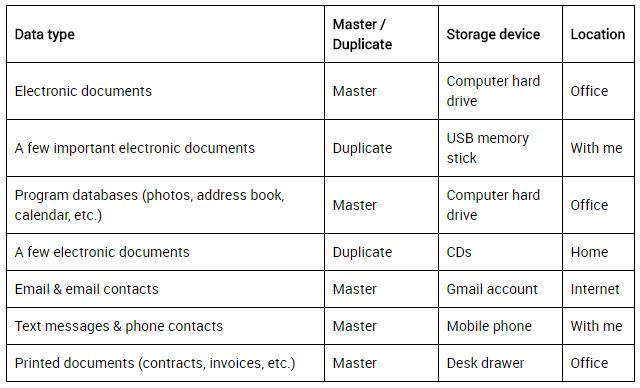 Data type
Master /
Duplicate
Storage device
Location
Electronic documents
Master
Computer hard
drive
Office
A few important electronic documents
Duplicate
USB memory
stick
With me
Program databases (photos, address book,
calendar, etc.)
Master
Computer hard
drive
Office
A few electronic documents
Duplicate
CDs
Home
Email & email contacts
Master
Gmail account
Internet
Text messages & phone contacts
Master
Mobile phone
With me
Printed documents (contracts, invoices, etc.)
Master
Desk drawer
Office